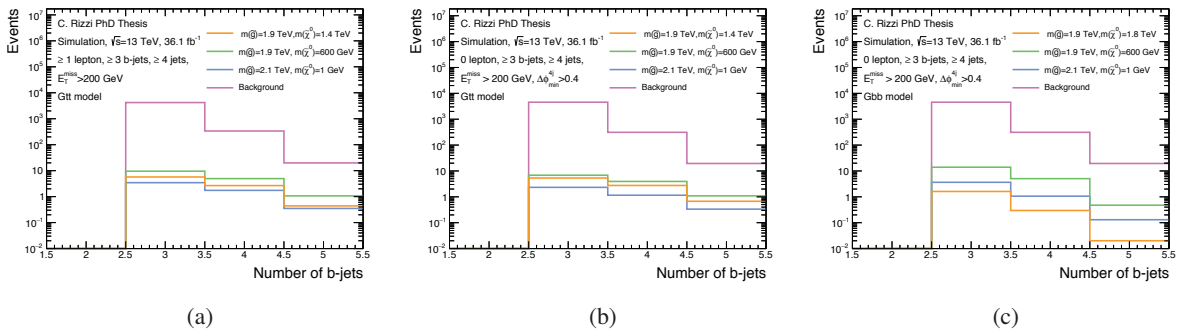 Events
C. Rizzi PhD Thesis
Simulation, √s=13 TeV, 36.1 fb⁻¹
≥ 1 lepton, ≥ 3 b-jets, ≥ 4 jets,
E_T^miss>200 GeV
Gtt model
m(g̃)=1.9 TeV,m(χ̃⁰)=1.4 TeV
m(g̃)=1.9 TeV, m(χ̃⁰)=600 GeV
m(g̃)=2.1 TeV, m(χ̃⁰)=1 GeV
Background
10⁷
10⁶
10⁵
10⁴
10³
10²
10
1
10⁻¹
10⁻²
1.5 2 2.5 3 3.5 4 4.5 5 5.5
Number of b-jets
(a)
Events
C. Rizzi PhD Thesis
Simulation, √s=13 TeV, 36.1 fb⁻¹
0 lepton, ≥ 3 b-jets, ≥ 4 jets,
E_T^miss > 200 GeV, Δϕ_min^4j >0.4
Gtt model
m(g̃)=1.9 TeV,m(χ̃⁰)=1.4 TeV
m(g̃)=1.9 TeV, m(χ̃⁰)=600 GeV
m(g̃)=2.1 TeV, m(χ̃⁰)=1 GeV
Background
10⁷
10⁶
10⁵
10⁴
10³
10²
10
1
10⁻¹
10⁻²
1.5 2 2.5 3 3.5 4 4.5 5 5.5
Number of b-jets
(b)
Events
C. Rizzi PhD Thesis
Simulation, √s=13 TeV, 36.1 fb⁻¹
0 lepton, ≥ 3 b-jets, ≥ 4 jets,
E_T^miss > 200 GeV, Δϕ_min^4j >0.4
Gbb model
m(g̃)=1.9 TeV,m(χ̃⁰)=1.8 TeV
m(g̃)=1.9 TeV, m(χ̃⁰)=600 GeV
m(g̃)=2.1 TeV, m(χ̃⁰)=1 GeV
Background
10⁷
10⁶
10⁵
10⁴
10³
10²
10
1
10⁻¹
10⁻²
1.5 2 2.5 3 3.5 4 4.5 5 5.5
Number of b-jets
(c)